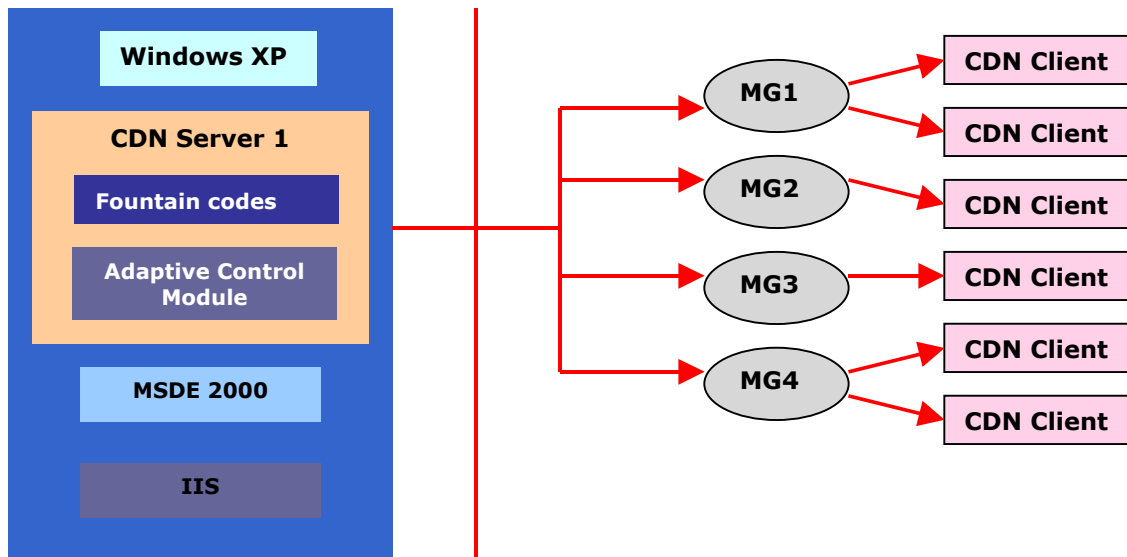 Windows XP
CDN Server 1
Fountain codes
Adaptive Control
Module
MSDE 2000
IIS
MG1
MG2
MG3
MG4
CDN Client
CDN Client
CDN Client
CDN Client
CDN Client
CDN Client